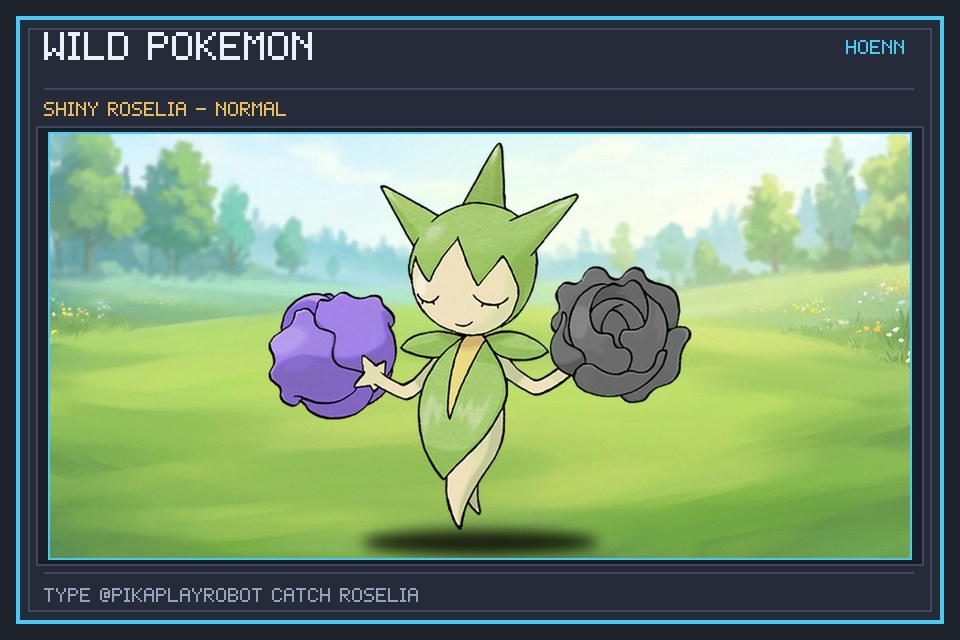 WILD POKEMON
HOENN
SHINY ROSELIA - NORMAL
TYPE @PIKAPLAYROBOT CATCH ROSELIA